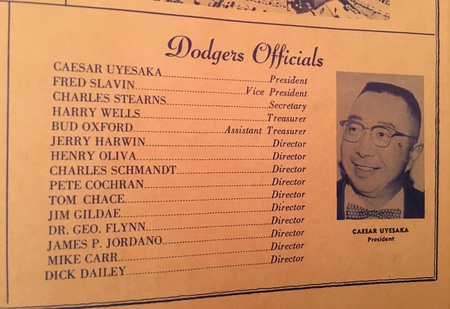 Dodgers Officials
CAESAR UYESAKA President
FRED SLAVIN Vice President
CHARLES STEARNS Secretary
HARRY WELLS Treasurer
BUD OXFORD Assistant Treasurer
JERRY HARWIN Director
HENRY OLIVA Director
CHARLES SCHMANDT Director
PETE COCHRAN Director
TOM CHACE Director
JIM GILDAE Director
DR. GEO. FLYNN Director
JAMES P. JORDANO Director
MIKE CARR Director
DICK DAILEY Director
CAESAR UYESAKA
President